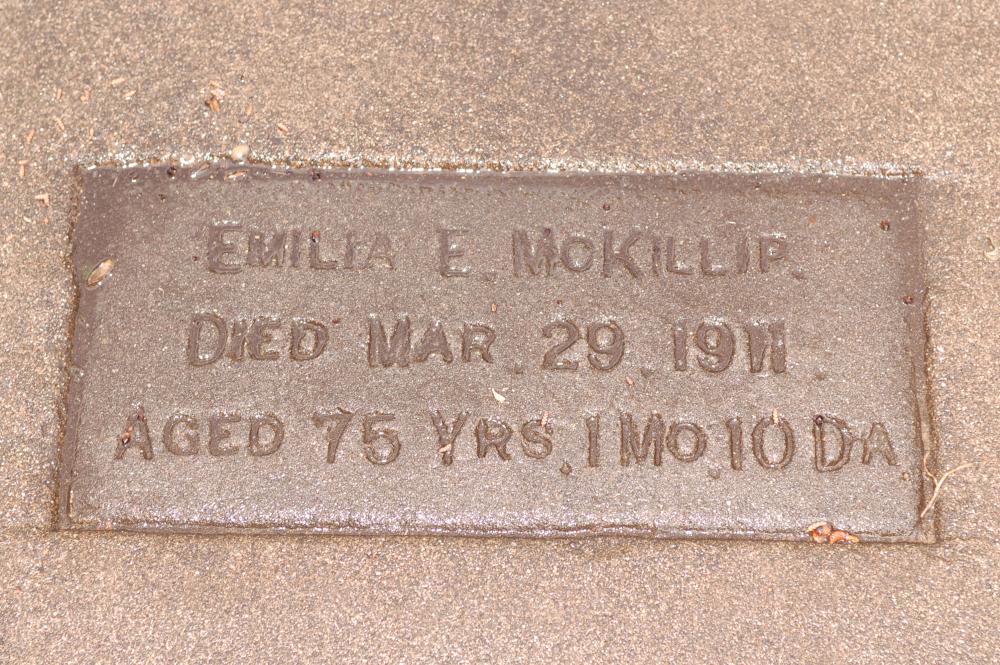 EMILIA E. MCKILLIP.
DIED MAR. 29. 1911.
AGED 75 YRS. 1 MO. 10 DA.